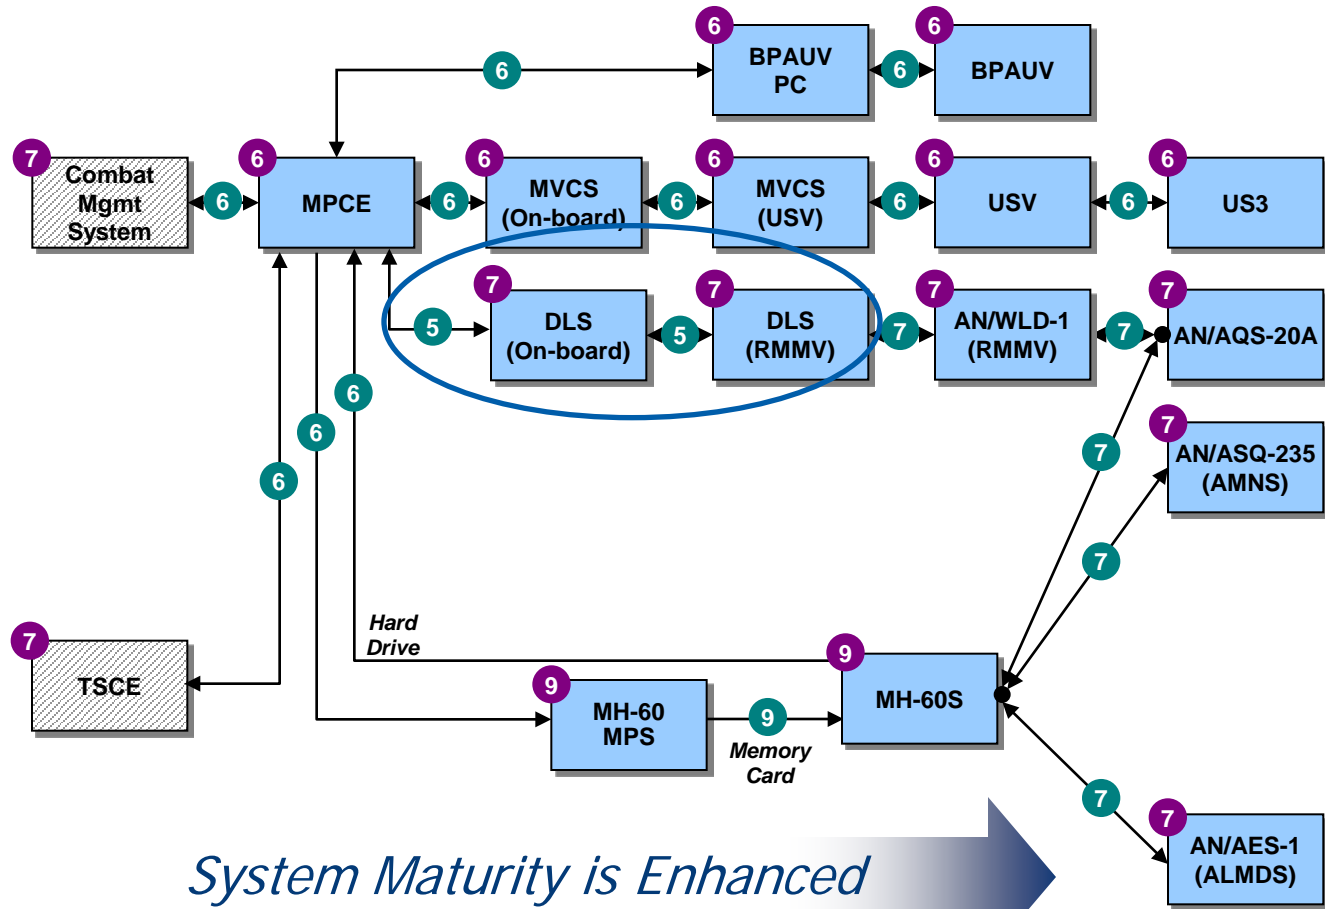 6
6
BPAUV
PC
6
6
BPAUV
7
Combat
Mgmt
System
6
6
MPCE
6
6
MVCS
(On-board)
6
6
MVCS
(USV)
6
6
USV
6
6
US3
5
7
DLS
(On-board)
5
7
DLS
(RMMV)
7
7
AN/WLD-1
(RMMV)
7
7
AN/AQS-20A
6
6
6
7
7
AN/ASQ-235
(AMNS)
7
Hard
Drive
7
TSCE
9
MH-60
MPS
9
Memory
Card
9
MH-60S
7
7
AN/AES-1
(ALMDS)
System Maturity is Enhanced